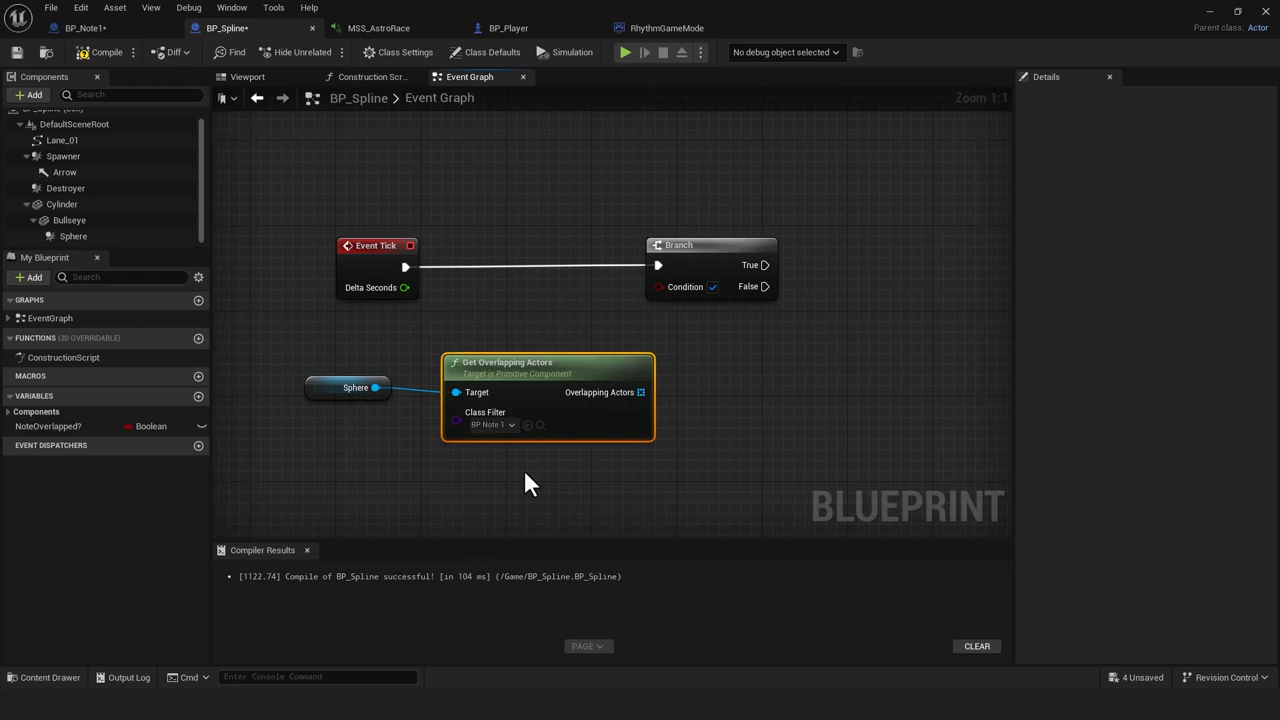 File Edit Asset View Debug Window Tools Help
BP_Note1• BP_Spline• MSS_AstroRace BP_Player RhythmGameMode
Parent class: Actor
Compile Diff Find Hide Unrelated Class Settings Class Defaults Simulation No debug object selected
Components Viewport Construction Scr... Event Graph Details
Add Search
BP_Spline > Event Graph Zoom 1:1
DefaultSceneRoot
Lane_01
Spawner
Arrow
Destroyer
Cylinder
Bullseye
Sphere
My Blueprint
Add Search
GRAPHS
EventGraph
FUNCTIONS (20 OVERRIDABLE)
ConstructionScript
MACROS
VARIABLES
Components
NoteOverlapped? Boolean
EVENT DISPATCHERS
Event Tick
Delta Seconds
Branch
True
Condition False
Sphere
Get Overlapping Actors
Target is Primitive Component
Target Overlapping Actors
Class Filter
BP Note 1
BLUEPRINT
Compiler Results
[1122.74] Compile of BP_Spline successful! [in 104 ms] (/Game/BP_Spline.BP_Spline)
PAGE CLEAR
Content Drawer Output Log Cmd Enter Console Command 4 Unsaved Revision Control